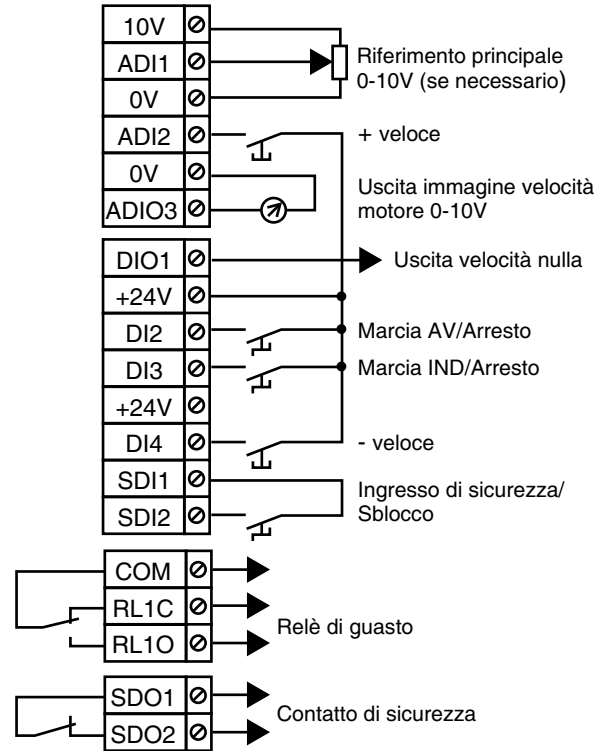 10V
ADI1
Riferimento principale
0-10V (se necessario)
0V
ADI2
+ veloce
0V
Uscita immagine velocità
motore 0-10V
ADIO3
DIO1
Uscita velocità nulla
+24V
DI2
Marcia AV/Arresto
DI3
Marcia IND/Arresto
+24V
DI4
- veloce
SDI1
Ingresso di sicurezza/
Sblocco
SDI2
COM
RL1C
Relè di guasto
RL1O
SDO1
Contatto di sicurezza
SDO2